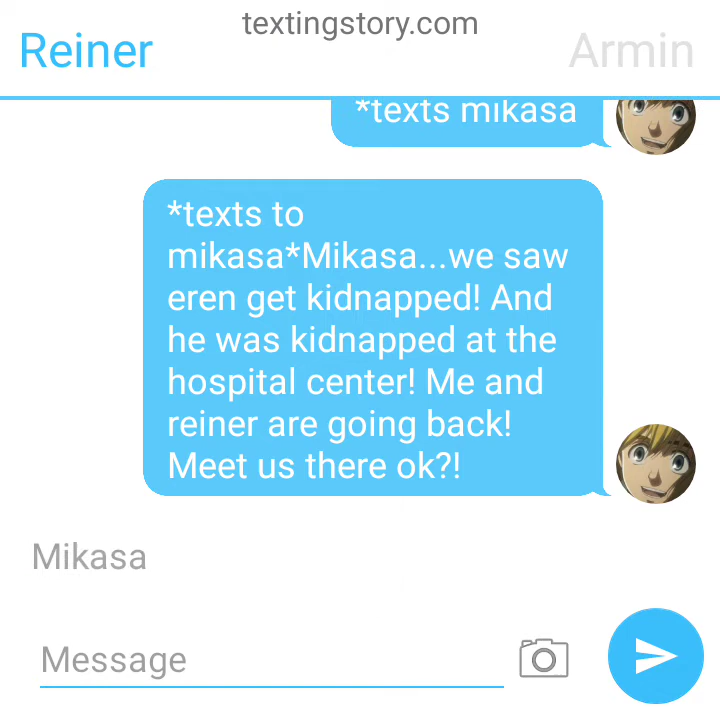 textingstory.com
Reiner
Armin
*texts mikasa
*texts to
mikasa*Mikasa...we saw
eren get kidnapped! And
he was kidnapped at the
hospital center! Me and
reiner are going back!
Meet us there ok?!
Mikasa
Message